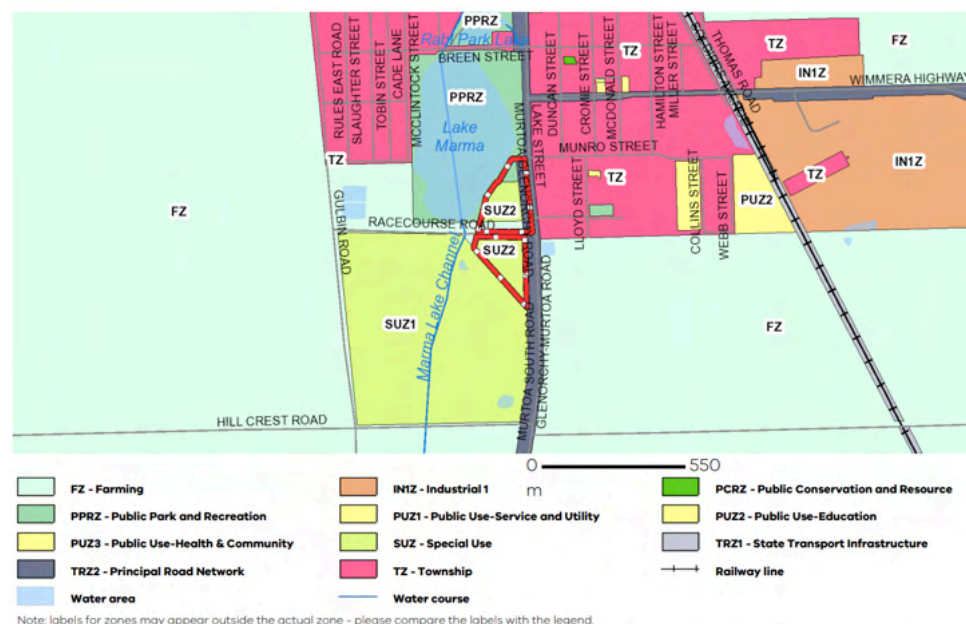 PPRZ
Rabl Park Lake
BREEN STREET
TZ
TZ
FZ
IN1Z
WIMMERA HIGHWAY
RULES EAST ROAD
SLAUGHTER STREET
TOBIN STREET
CADE LANE
MCCLINTOCK STREET
PPRZ
Lake
Marma
LAKE STREET
DUNCAN STREET
CROMIE STREET
MCDONALD STREET
HAMILTON STREET
MILLER STREET
THOMAS ROAD
MUNRO STREET
TZ
TZ
TZ
IN1Z
FZ
GULBIN ROAD
RACECOURSE ROAD
SUZ2
SUZ2
LLOYD STREET
COLLINS STREET
WEBB STREET
PUZ2
SUZ1
Marma Lake Channel
FZ
MURTOA SOUTH ROAD
GLENORCHY-MURTOA ROAD
HILL CREST ROAD
0 550
m
FZ - Farming
IN1Z - Industrial 1
PCRZ - Public Conservation and Resource
PPRZ - Public Park and Recreation
PUZ1 - Public Use-Service and Utility
PUZ2 - Public Use-Education
PUZ3 - Public Use-Health & Community
SUZ - Special Use
TRZ1 - State Transport Infrastructure
TRZ2 - Principal Road Network
TZ - Township
Railway line
Water area
Water course
Note: labels for zones may appear outside the actual zone - please compare the labels with the legend.